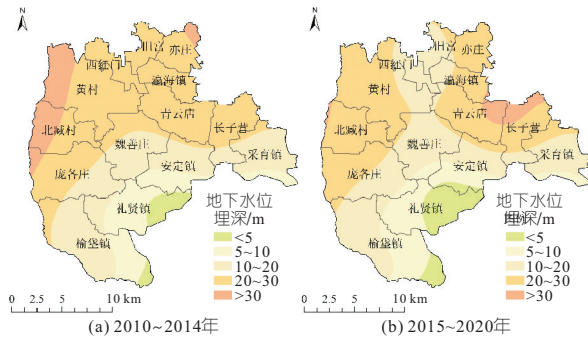 N
旧宫
亦庄
西红门
瀛海镇
黄村
青云店
长子营
北臧村
魏善庄
采育镇
安定镇
庞各庄
礼贤镇
榆垡镇
地下水位
埋深/m
<5
5~10
10~20
20~30
>30
0 2.5 5 10 km
(a) 2010~2014年
N
旧宫
亦庄
西红门
瀛海镇
黄村
青云店
长子营
北臧村
魏善庄
采育镇
安定镇
庞各庄
礼贤镇
榆垡镇
地下水位
埋深/m
<5
5~10
10~20
20~30
>30
0 2.5 5 10 km
(b) 2015~2020年